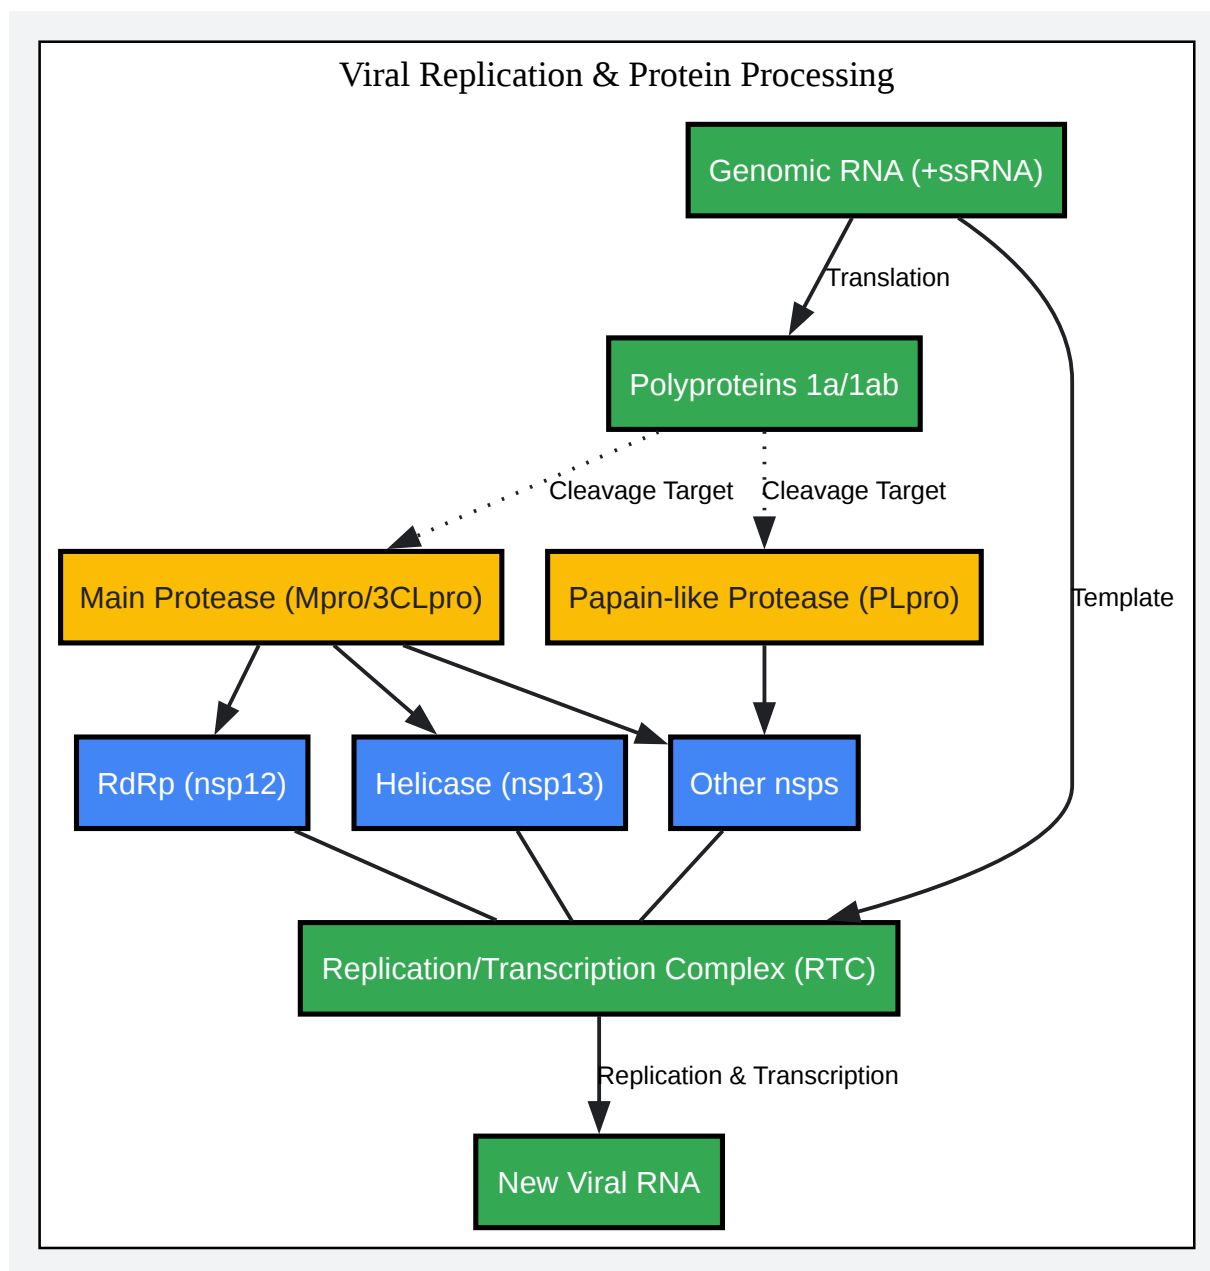 Viral Replication & Protein Processing
Genomic RNA (+ssRNA)
Translation
Polyproteins 1a/1ab
Cleavage Target
Cleavage Target
Main Protease (Mpro/3CLpro)
Papain-like Protease (PLpro)
Template
RdRp (nsp12)
Helicase (nsp13)
Other nsps
Replication/Transcription Complex (RTC)
Replication & Transcription
New Viral RNA